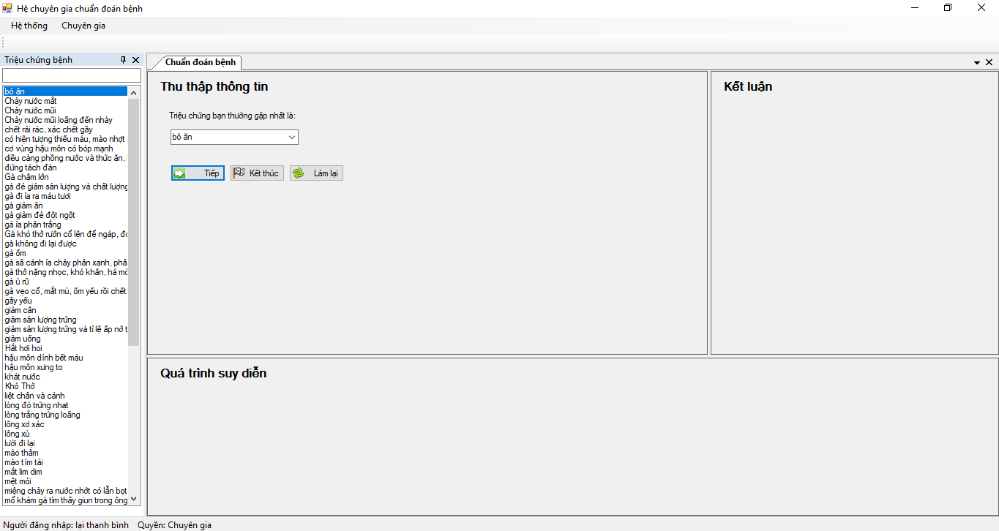 Hệ chuyên gia chuẩn đoán bệnh
Hệ thống Chuyên gia
Triệu chứng bệnh
bỏ ăn
Chảy nước mắt
Chảy nước mũi
Chảy nước mũi loãng đến nhày
chết rải rác, xác chết gầy
có hiện tượng thiếu máu, mào nhợt
cơ vùng hậu môn có bóp mạnh
diều căng phồng nước và thức ăn,
đứng tách đàn
Gà chậm lớn
gà đẻ giảm sản lượng và chất lượng
gà đi ỉa ra máu tươi
gà giảm ăn
gà giảm đẻ đột ngột
gà ỉa phân trắng
Gà khó thở rướn cổ lên để ngáp, đớ
gà không đi lại được
gà ốm
gà sã cánh ỉa chảy phân xanh, phâ
gà thở nặng nhọc, khó khăn, há mỏ
gà ủ rũ
gà vẹo cổ, mắt mù, ốm yếu rồi chết
gầy yếu
giảm cân
giảm sản lượng trứng
giảm sản lượng trứng và tỉ lệ ấp nở t
giảm uống
Hắt hơi hoi
hậu môn dính bết máu
hậu môn xưng to
khát nước
Khó Thở
liệt chân và cánh
lòng đỏ trứng nhạt
lòng trắng trứng loãng
lông xơ xác
lông xù
lười đi lại
mào thâm
mào tím tái
mắt lim dim
mệt mỏi
miệng chảy ra nước nhớt có lẫn bọt
mổ khám gà tìm thấy giun trong ống
Chuẩn đoán bệnh
Thu thập thông tin
Triệu chứng bạn thường gặp nhất là:
bỏ ăn
Tiếp Kết thúc Làm lại
Kết luận
Quá trình suy diễn
Người đăng nhập: lại thanh bình Quyền: Chuyên gia